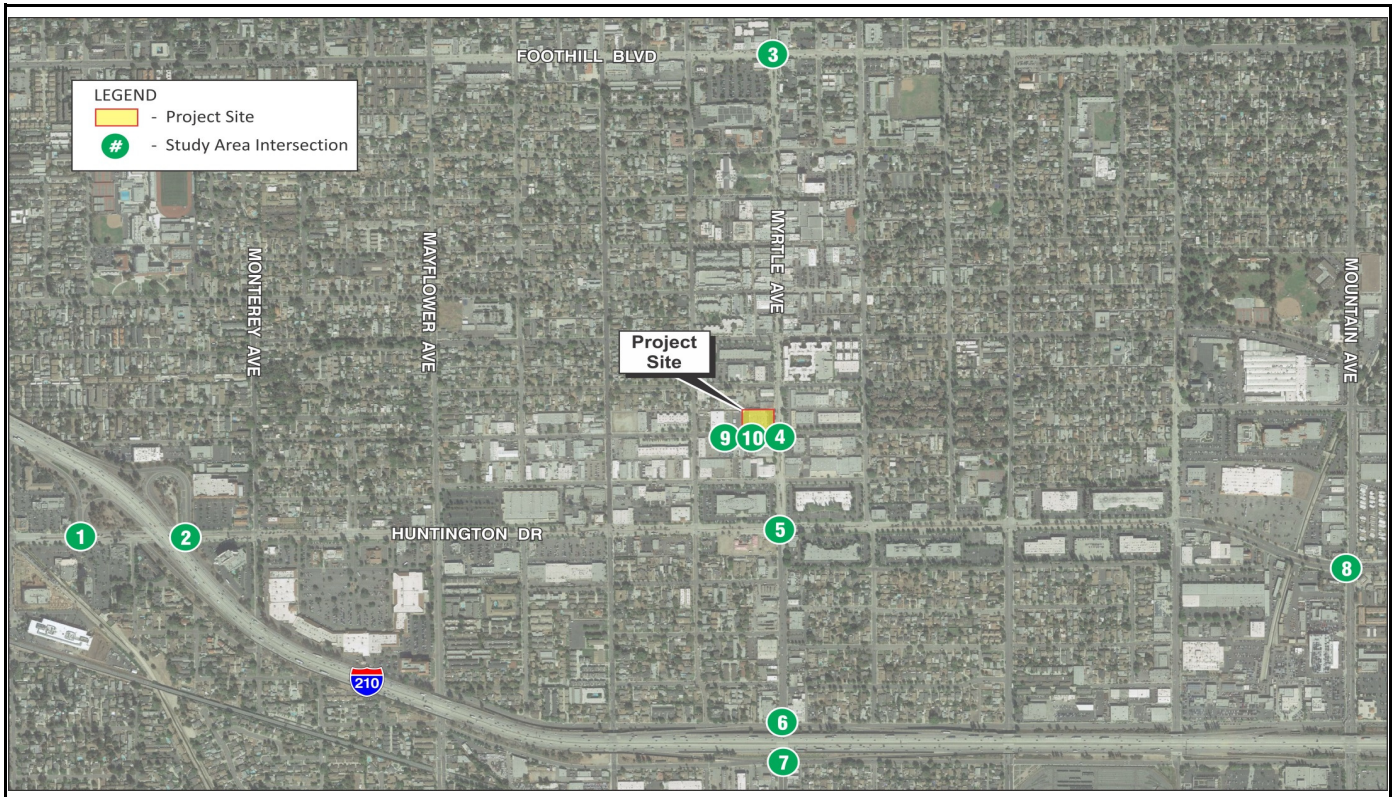 FOOTHILL BLVD
3
LEGEND
- Project Site
# - Study Area Intersection
MONTEREY AVE
MAYFLOWER AVE
MYRTLE AVE
MOUNTAIN AVE
Project
Site
9 10 4
1
2
HUNTINGTON DR
5
8
210
6
7